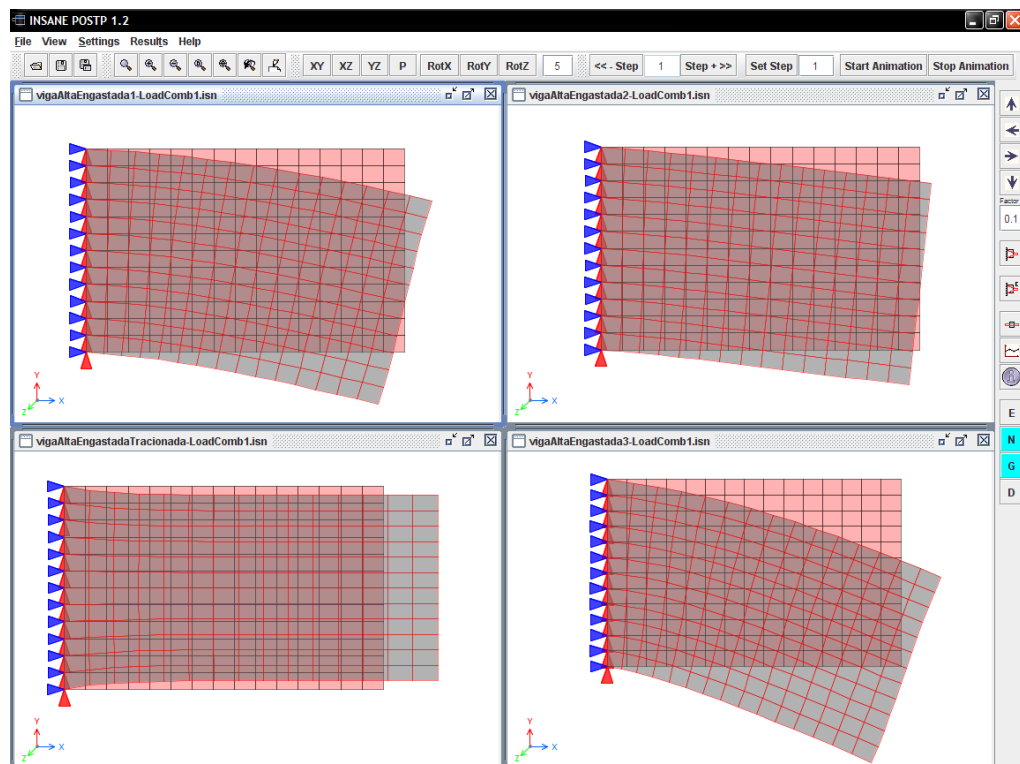 INSANE POSTP 1.2
File View Settings Results Help
XY XZ YZ P RotX RotY RotZ 5 << - Step 1 Step + >> Set Step 1 Start Animation Stop Animation
vigaAltaEngastada1-LoadComb1.isn
vigaAltaEngastada2-LoadComb1.isn
Factor
0.1
Y
X
Z
Y
X
Z
E
vigaAltaEngastadaTracionada-LoadComb1.isn
vigaAltaEngastada3-LoadComb1.isn
N
G
D
Y
X
Z
Y
X
Z